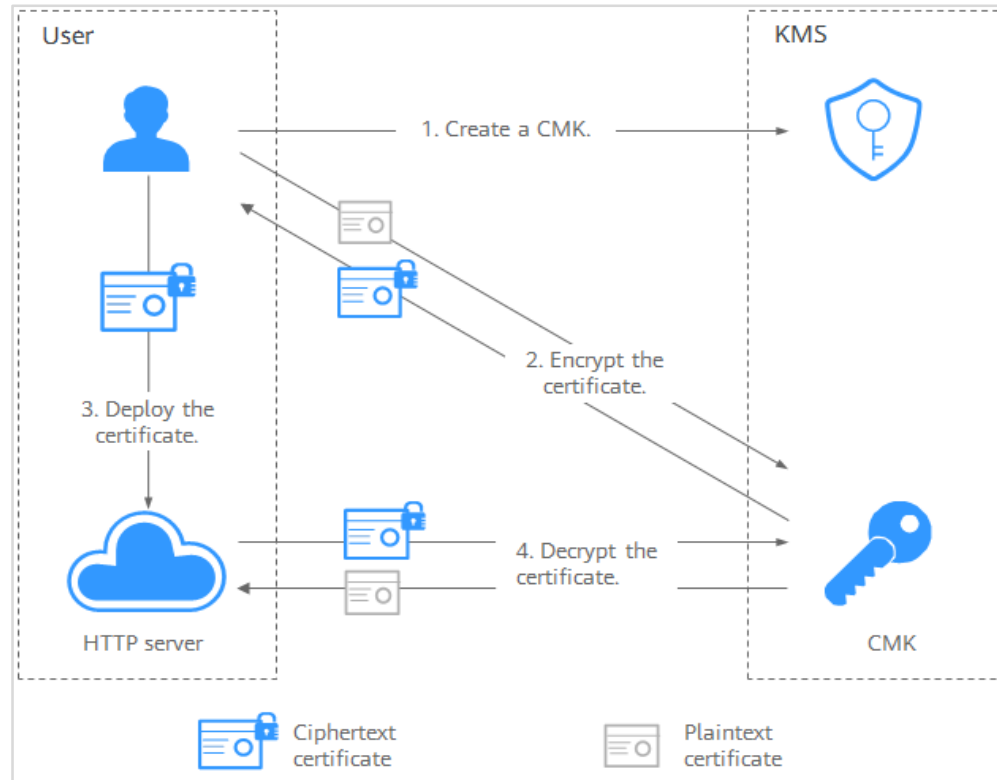 User
KMS
1. Create a CMK.
2. Encrypt the
certificate.
3. Deploy the
certificate.
4. Decrypt the
certificate.
HTTP server
CMK
Ciphertext
certificate
Plaintext
certificate